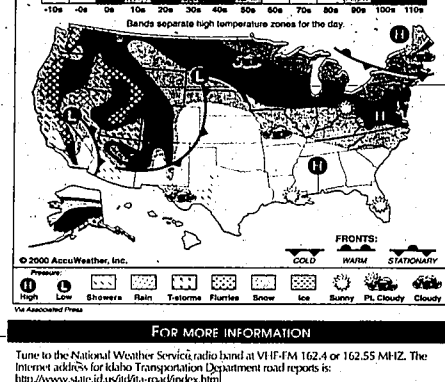 -10s -0s 0s 10s 20s 30s 40s 50s 60s 70s 80s 90s 100s 110s
Bands separate high temperature zones for the day.
H
L
L
H
H
FRONTS:
COLD WARM STATIONARY
© 2000 AccuWeather, Inc.
Pressure:
H L
High Low Showers Rain T-storms Flurries Snow Ice Sunny Pt. Cloudy Cloudy
Via Associated Press
FOR MORE INFORMATION
Tune to the National Weather Service radio band at VHF-FM 162.4 or 162.55 MHZ. The
Internet address for Idaho Transportation Department road reports is:
http://www.state.id.us/itd/ita-road/index.html